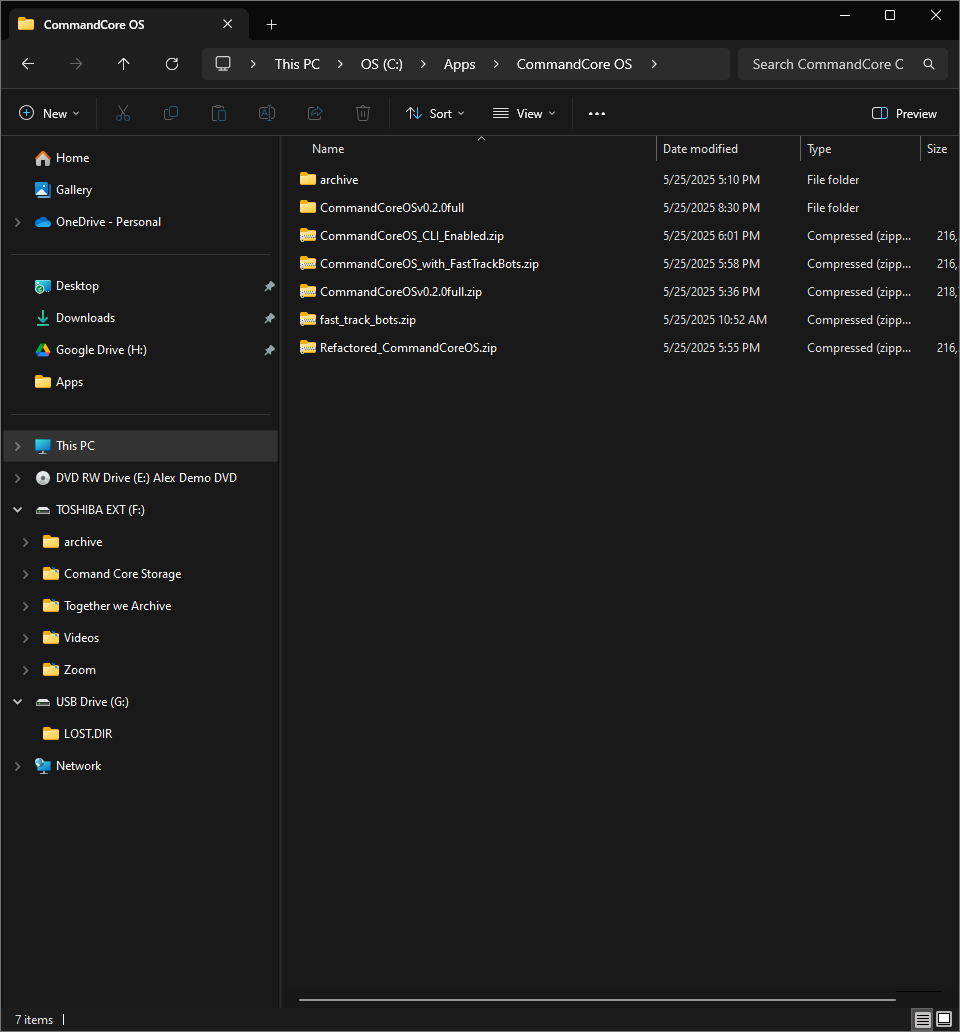 CommandCore OS
This PC OS (C:) Apps CommandCore OS Search CommandCore C
New Sort View Preview
Name Date modified Type Size
archive 5/25/2025 5:10 PM File folder
CommandCoreOSv0.2.0full 5/25/2025 8:30 PM File folder
CommandCoreOS_CLI_Enabled.zip 5/25/2025 6:01 PM Compressed (zipp... 216,
CommandCoreOS_with_FastTrackBots.zip 5/25/2025 5:58 PM Compressed (zipp... 216,
CommandCoreOSv0.2.0full.zip 5/25/2025 5:36 PM Compressed (zipp... 218,
fast_track_bots.zip 5/25/2025 10:52 AM Compressed (zipp...
Refactored_CommandCoreOS.zip 5/25/2025 5:55 PM Compressed (zipp... 216,
Home
Gallery
OneDrive - Personal
Desktop
Downloads
Google Drive (H:)
Apps
This PC
DVD RW Drive (E:) Alex Demo DVD
TOSHIBA EXT (F:)
archive
Comand Core Storage
Together we Archive
Videos
Zoom
USB Drive (G:)
LOST.DIR
Network
7 items